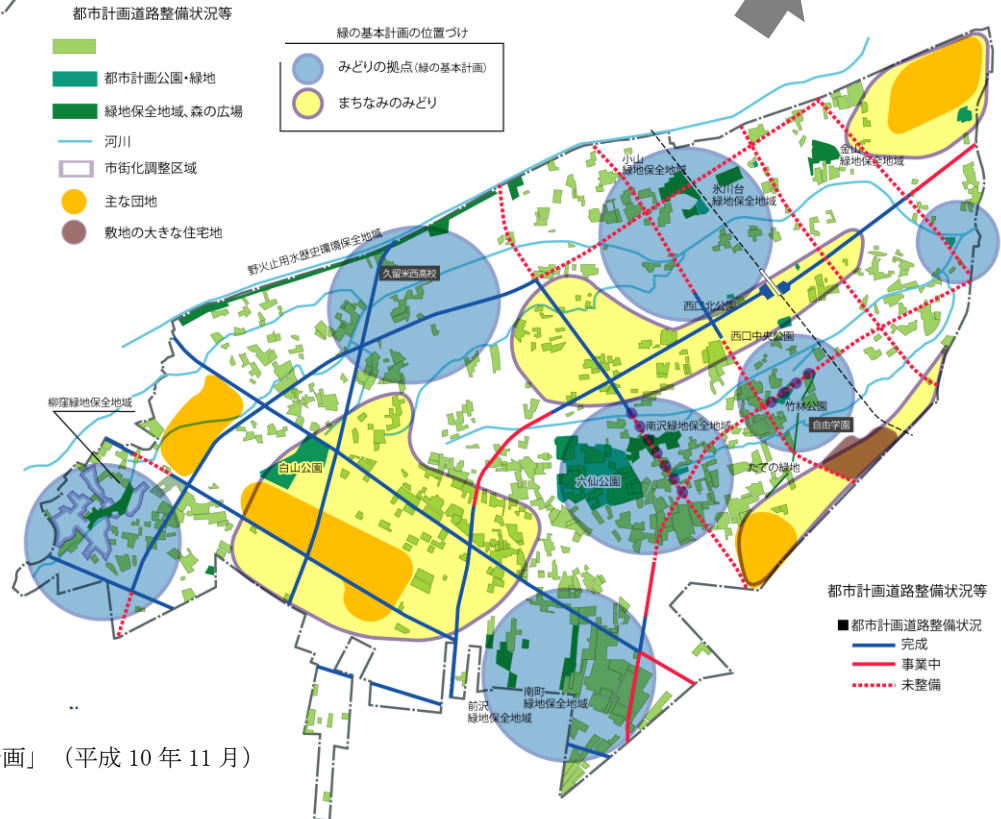 都市計画道路整備状況等
都市計画公園・緑地
緑地保全地域、森の広場
河川
市街化調整区域
主な団地
敷地の大きな住宅地
緑の基本計画の位置づけ
みどりの拠点(緑の基本計画)
まちなみのみどり
小山
緑地保全地域
氷川台
緑地保全地域
金山
緑地保全地域
野火止用水歴史環境保全地域
久留米西高校
西口北公園
西口中央公園
柳窪緑地保全地域
白山公園
南沢緑地保全地域
六仙公園
竹林公園
自由学園
たての緑地
前沢
緑地保全地域
南町
緑地保全地域
都市計画道路整備状況等
■都市計画道路整備状況
完成
事業中
未整備
画」（平成 10 年 11 月）